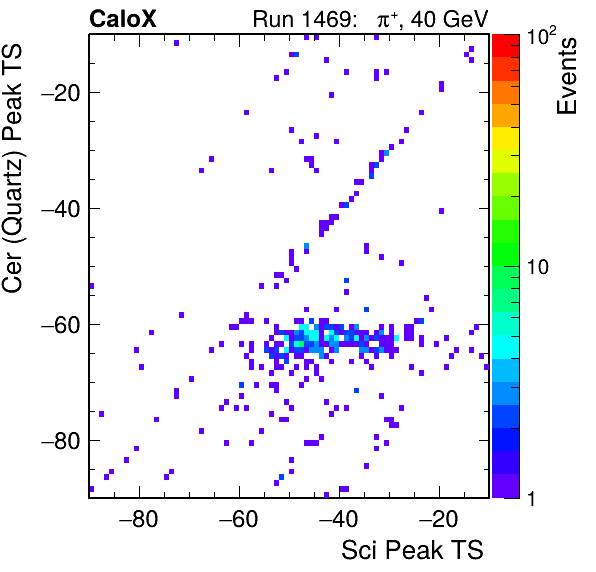 CaloX Run 1469: π⁺, 40 GeV
Cer (Quartz) Peak TS
−20
−40
−60
−80
−80 −60 −40 −20
Sci Peak TS
10²
10
1
Events